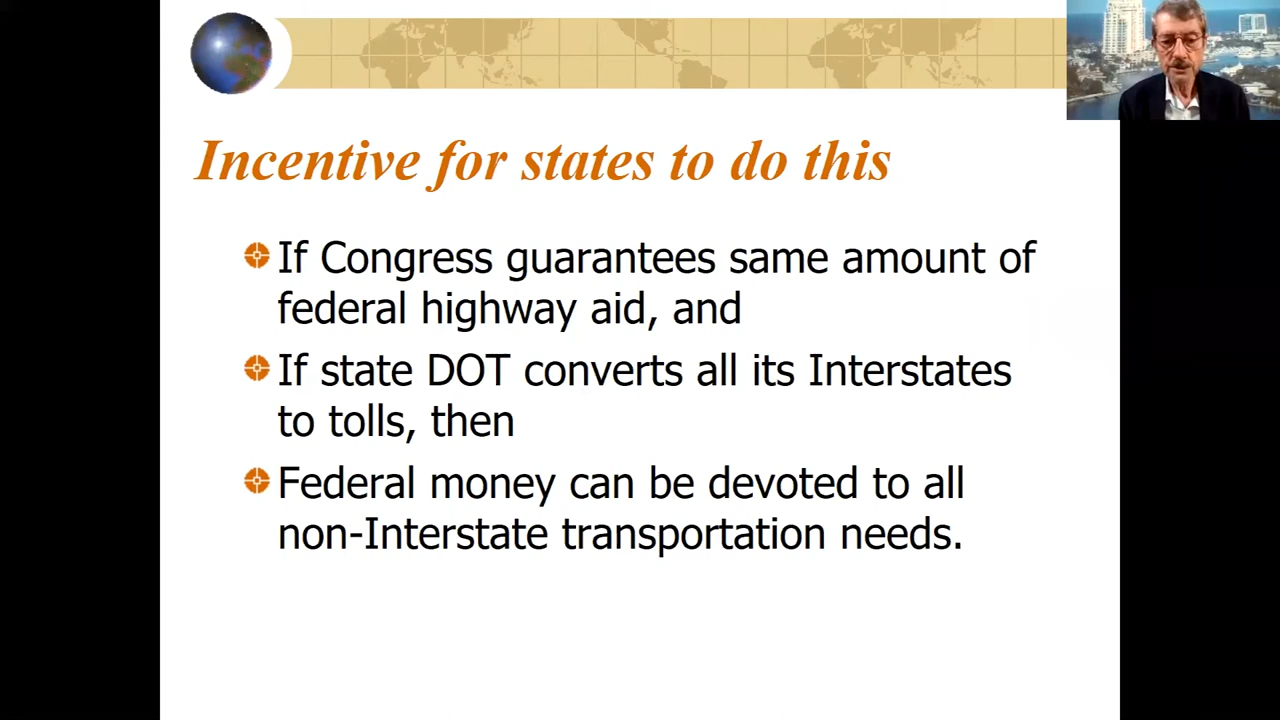 Incentive for states to do this
If Congress guarantees same amount of
federal highway aid, and
If state DOT converts all its Interstates
to tolls, then
Federal money can be devoted to all
non-Interstate transportation needs.